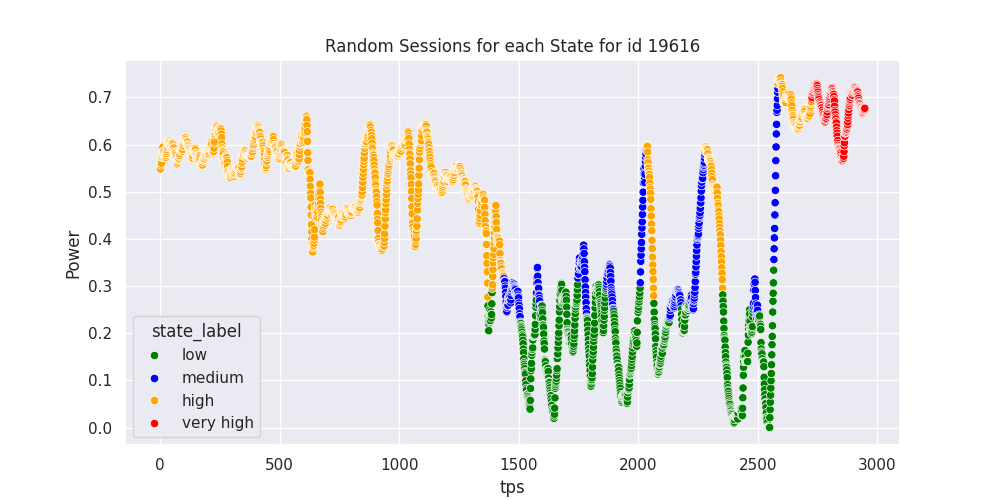 Random Sessions for each State for id 19616
Power
0.7
0.6
0.5
0.4
0.3
0.2
0.1
0.0
state_label
low
medium
high
very high
0 500 1000 1500 2000 2500 3000
tps